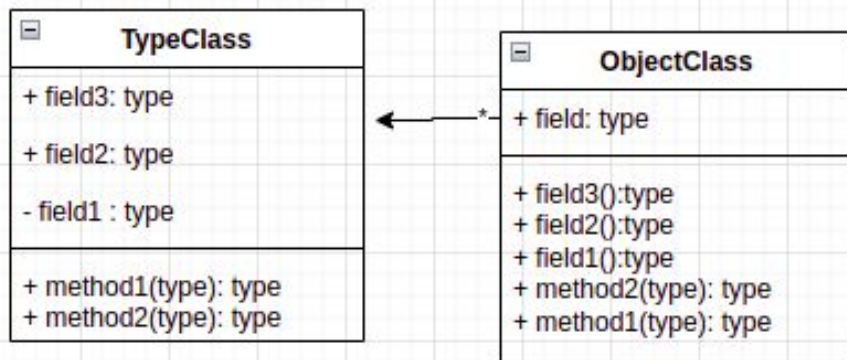 TypeClass
+ field3: type
+ field2: type
- field1 : type
+ method1(type): type
+ method2(type): type
*
ObjectClass
+ field: type
+ field3():type
+ field2():type
+ field1():type
+ method2(type): type
+ method1(type): type